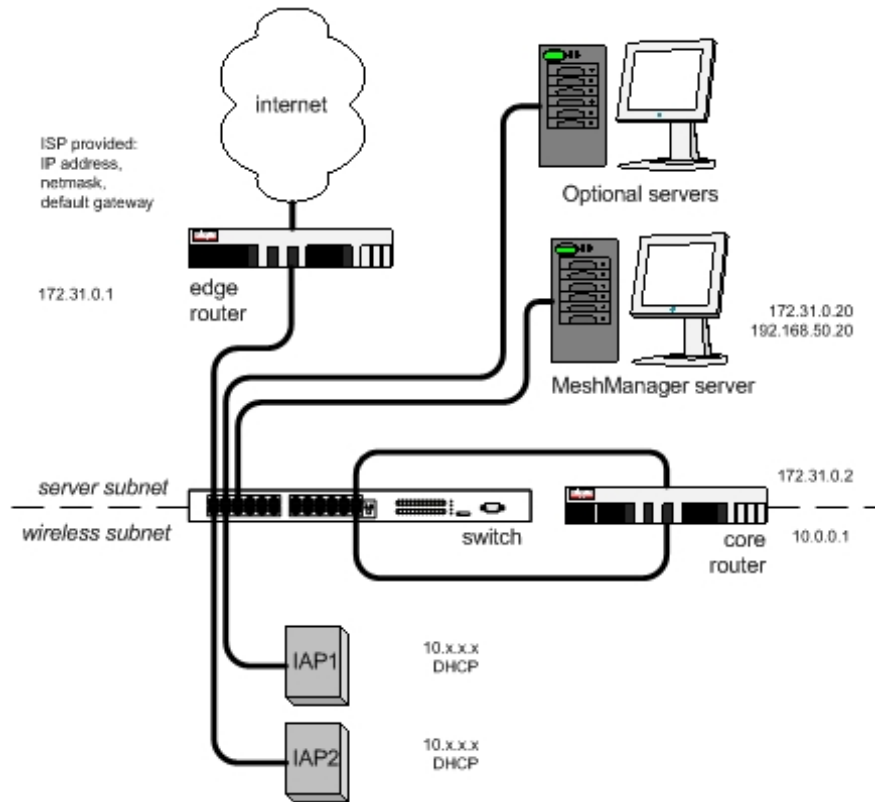 internet
ISP provided:
IP address,
netmask,
default gateway
Optional servers
172.31.0.1
edge
router
172.31.0.20
192.168.50.20
MeshManager server
server subnet
172.31.0.2
wireless subnet
switch
core
router
10.0.0.1
IAP1
10.x.x.x
DHCP
IAP2
10.x.x.x
DHCP